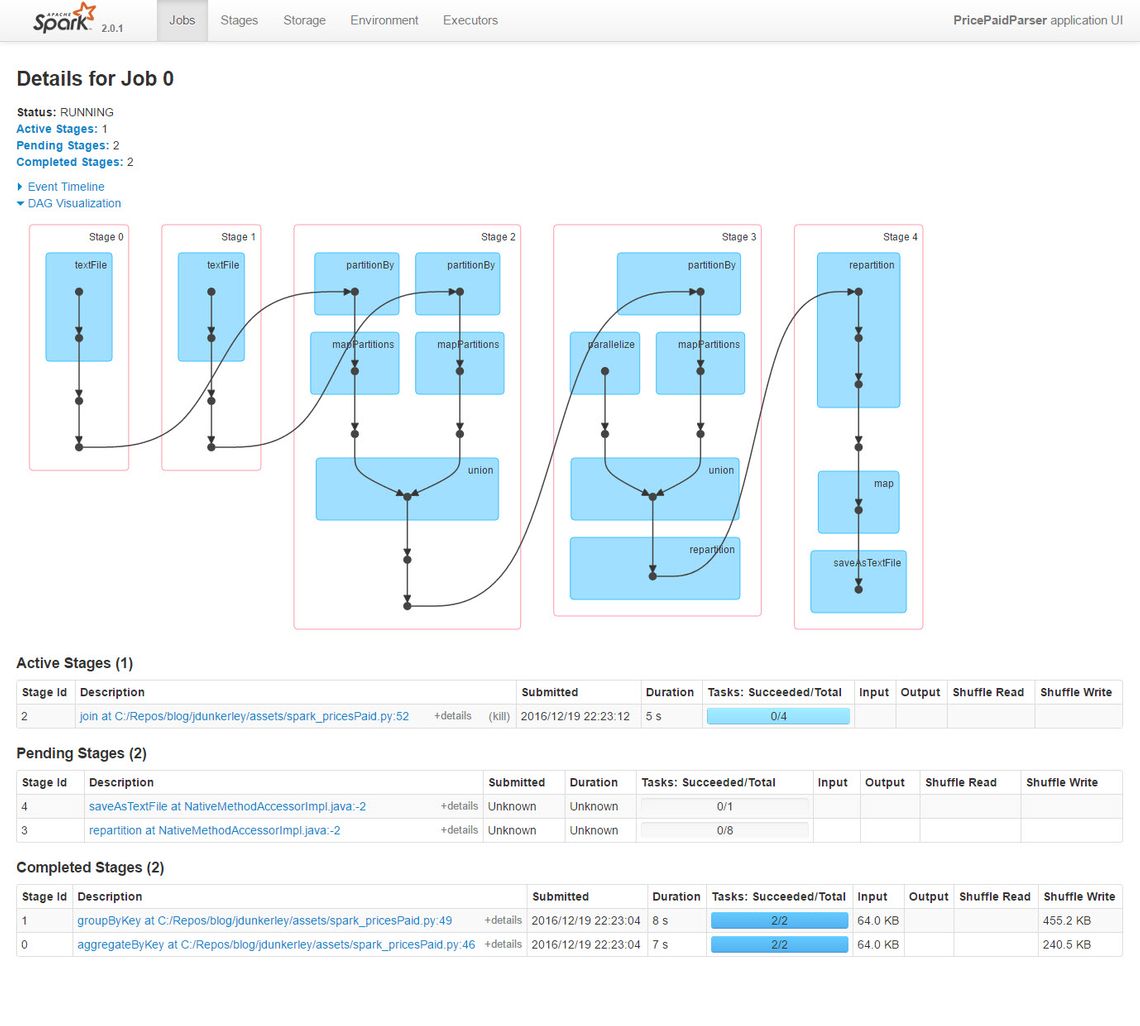 APACHE
Spark 2.0.1 Jobs Stages Storage Environment Executors PricePaidParser application UI
Details for Job 0
Status: RUNNING
Active Stages: 1
Pending Stages: 2
Completed Stages: 2
Event Timeline
DAG Visualization
Stage 0 Stage 1 Stage 2 Stage 3 Stage 4
textFile textFile partitionBy partitionBy partitionBy repartition
mapPartitions mapPartitions parallelize mapPartitions
union union map
repartition saveAsTextFile
Active Stages (1)
Stage Id Description Submitted Duration Tasks: Succeeded/Total Input Output Shuffle Read Shuffle Write
2 join at C:/Repos/blog/jdunkerley/assets/spark_pricesPaid.py:52 +details (kill) 2016/12/19 22:23:12 5 s 0/4
Pending Stages (2)
Stage Id Description Submitted Duration Tasks: Succeeded/Total Input Output Shuffle Read Shuffle Write
4 saveAsTextFile at NativeMethodAccessorImpl.java:-2 +details Unknown Unknown 0/1
3 repartition at NativeMethodAccessorImpl.java:-2 +details Unknown Unknown 0/8
Completed Stages (2)
Stage Id Description Submitted Duration Tasks: Succeeded/Total Input Output Shuffle Read Shuffle Write
1 groupByKey at C:/Repos/blog/jdunkerley/assets/spark_pricesPaid.py:49 +details 2016/12/19 22:23:04 8 s 2/2 64.0 KB 455.2 KB
0 aggregateByKey at C:/Repos/blog/jdunkerley/assets/spark_pricesPaid.py:46 +details 2016/12/19 22:23:04 7 s 2/2 64.0 KB 240.5 KB